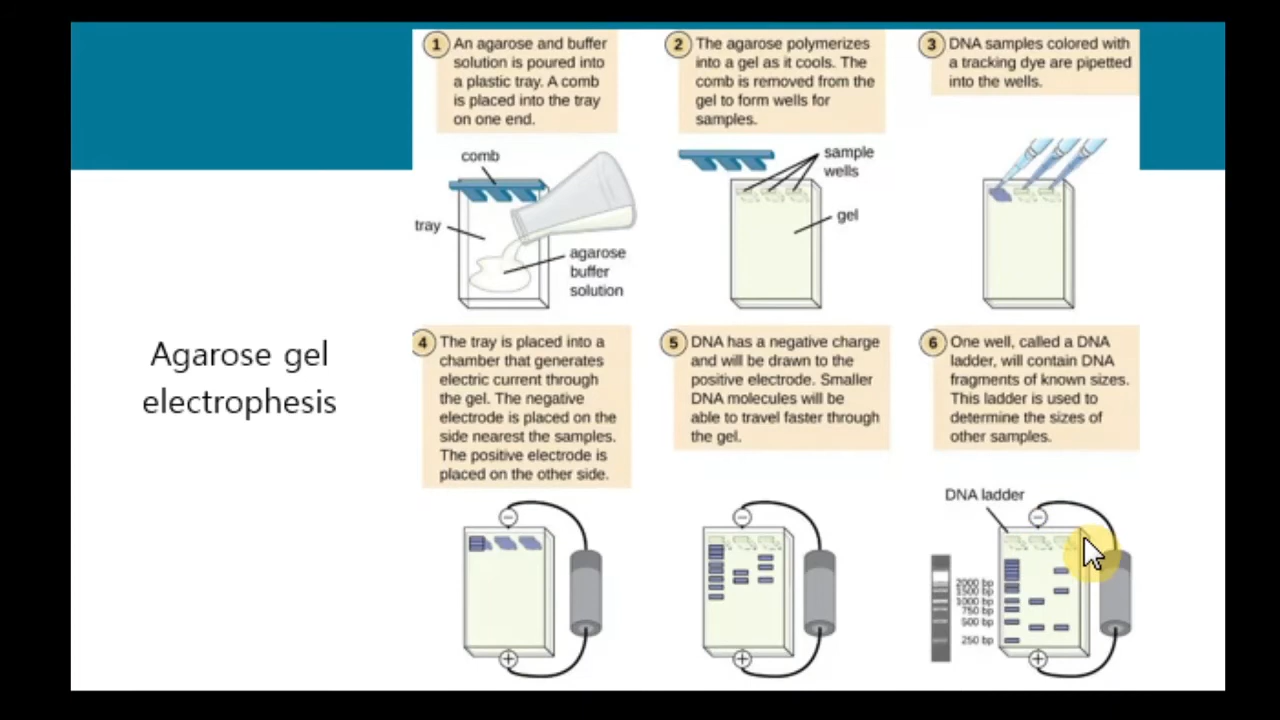 Agarose gel
electrophesis
1 An agarose and buffer
solution is poured into
a plastic tray. A comb
is placed into the tray
on one end.
comb
tray
agarose
buffer
solution
2 The agarose polymerizes
into a gel as it cools. The
comb is removed from the
gel to form wells for
samples.
sample
wells
gel
3 DNA samples colored with
a tracking dye are pipetted
into the wells.
4 The tray is placed into a
chamber that generates
electric current through
the gel. The negative
electrode is placed on the
side nearest the samples.
The positive electrode is
placed on the other side.
−
+
5 DNA has a negative charge
and will be drawn to the
positive electrode. Smaller
DNA molecules will be
able to travel faster through
the gel.
−
+
6 One well, called a DNA
ladder, will contain DNA
fragments of known sizes.
This ladder is used to
determine the sizes of
other samples.
DNA ladder
−
2000 bp
1500 bp
1000 bp
750 bp
500 bp
250 bp
+